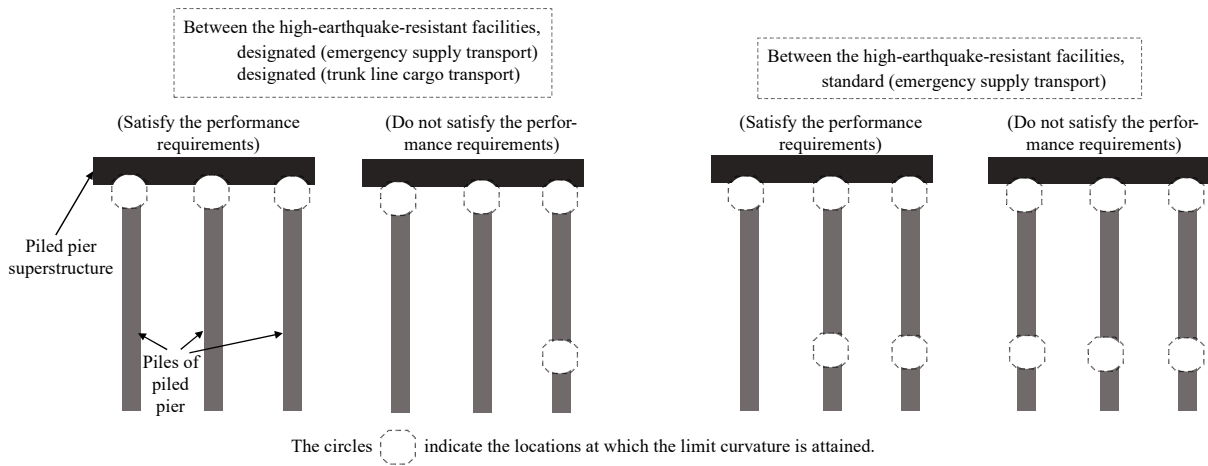 Between the high-earthquake-resistant facilities,
designated (emergency supply transport)
designated (trunk line cargo transport)
Between the high-earthquake-resistant facilities,
standard (emergency supply transport)
(Satisfy the performance
requirements)
(Do not satisfy the perfor-
mance requirements)
(Satisfy the performance
requirements)
(Do not satisfy the perfor-
mance requirements)
Piled pier
superstructure
Piles of
piled
pier
The circles indicate the locations at which the limit curvature is attained.